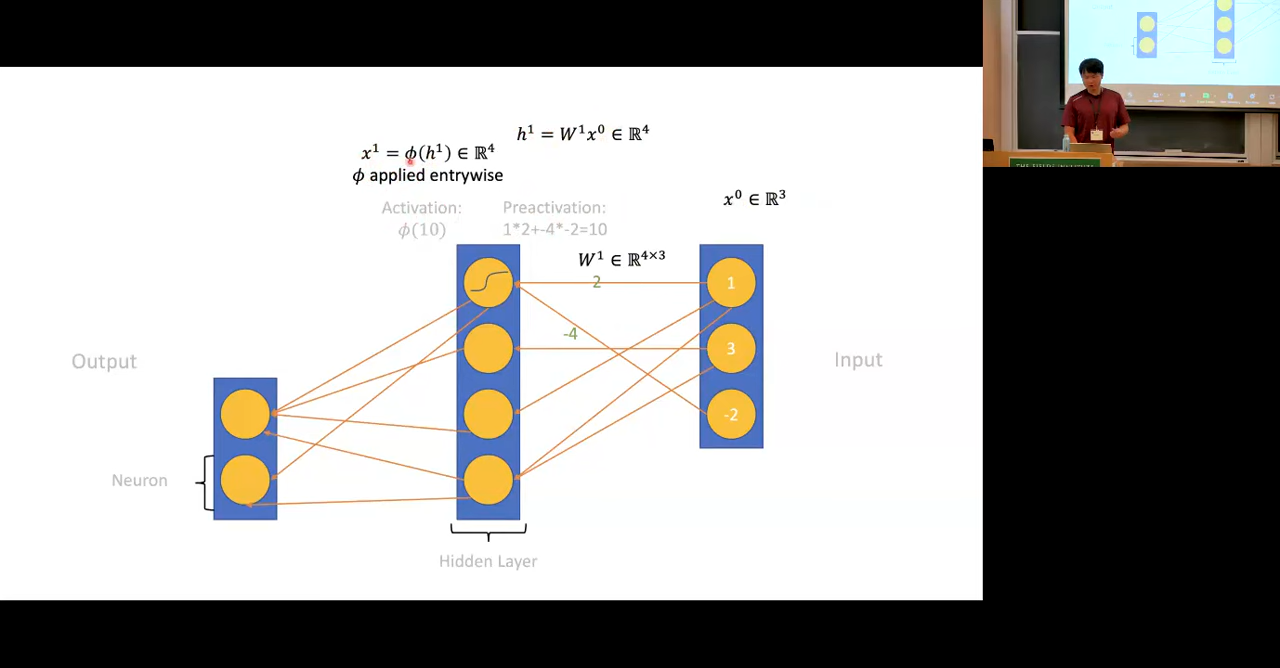 h¹ = W¹x⁰ ∈ ℝ⁴
x¹ = ϕ(h¹) ∈ ℝ⁴
ϕ applied entrywise
x⁰ ∈ ℝ³
Activation:
ϕ(10)
Preactivation:
1*2+-4*-2=10
W¹ ∈ ℝ⁴ˣ³
2
1
-4
3
Output
Input
-2
Neuron
Hidden Layer